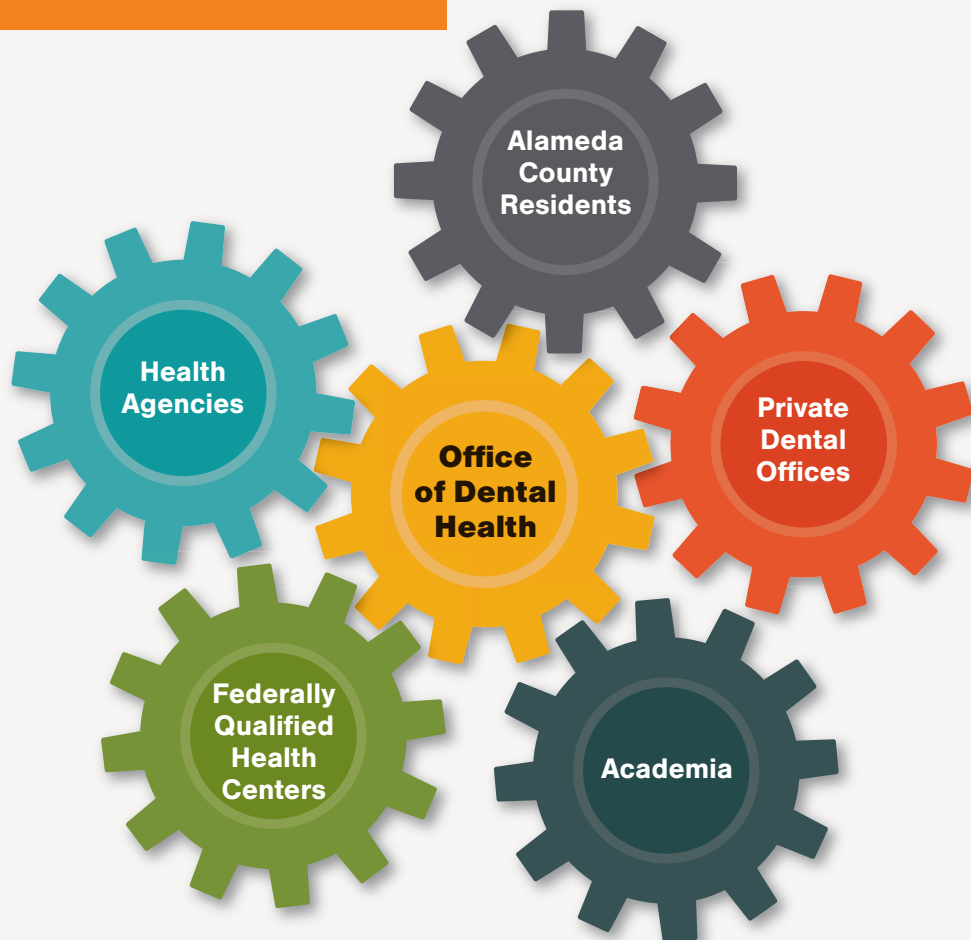 Alameda
County
Residents
Health
Agencies
Private
Dental
Offices
Office
of Dental
Health
Federally
Qualified
Health
Centers
Academia